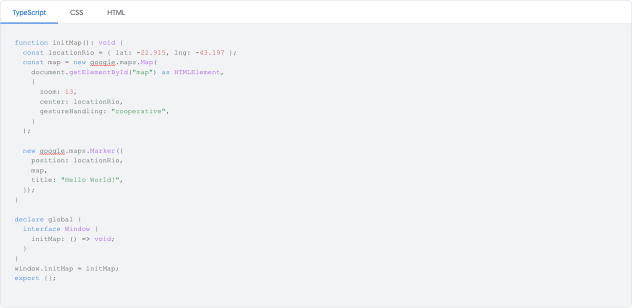 TypeScript CSS HTML
function initMap(): void {
const locationRio = { lat: -22.915, lng: -43.197 };
const map = new google.maps.Map(
document.getElementById("map") as HTMLElement,
{
zoom: 13,
center: locationRio,
gestureHandling: "cooperative",
}
);
new google.maps.Marker({
position: locationRio,
map,
title: "Hello World!",
});
}
declare global {
interface Window {
initMap: () => void;
}
}
window.initMap = initMap;
export {};